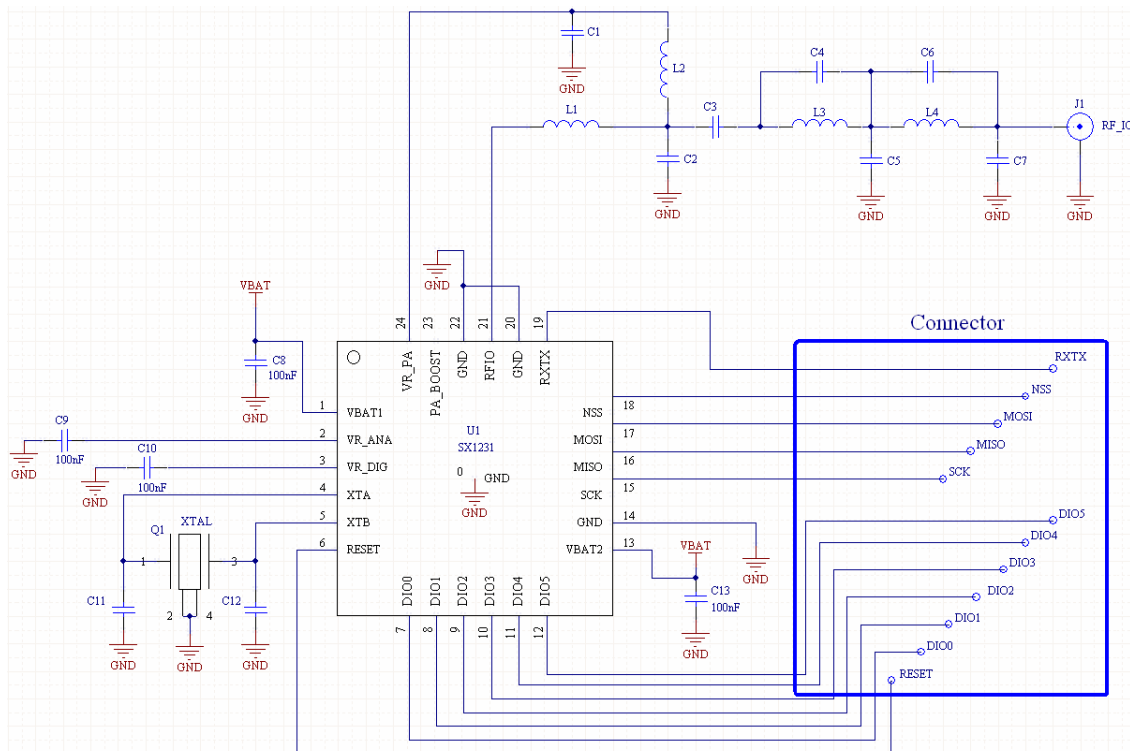 C1
GND
L2
C4
C6
L1
C3
L3
L4
J1
RF_IO
C2
C5
C7
GND
GND
GND
GND
GND
VBAT
24
23
22
21
20
19
Connector
C8
100nF
VR_PA
PA_BOOST
GND
RFIO
GND
RXTX
RXTX
GND
1
VBAT1
NSS
18
NSS
C9
2
VR_ANA
U1
SX1231
MOSI
17
MOSI
100nF
GND
C10
3
VR_DIG
0
GND
MISO
16
MISO
100nF
GND
4
XTA
GND
SCK
15
SCK
Q1
XTAL
5
XTB
GND
14
DIO5
6
RESET
VBAT2
13
VBAT
DIO4
1
3
GND
DIO3
C11
C12
2
4
DIO0
DIO1
DIO2
DIO3
DIO4
DIO5
C13
100nF
DIO2
7
8
9
10
11
12
DIO1
GND
GND
GND
GND
DIO0
RESET